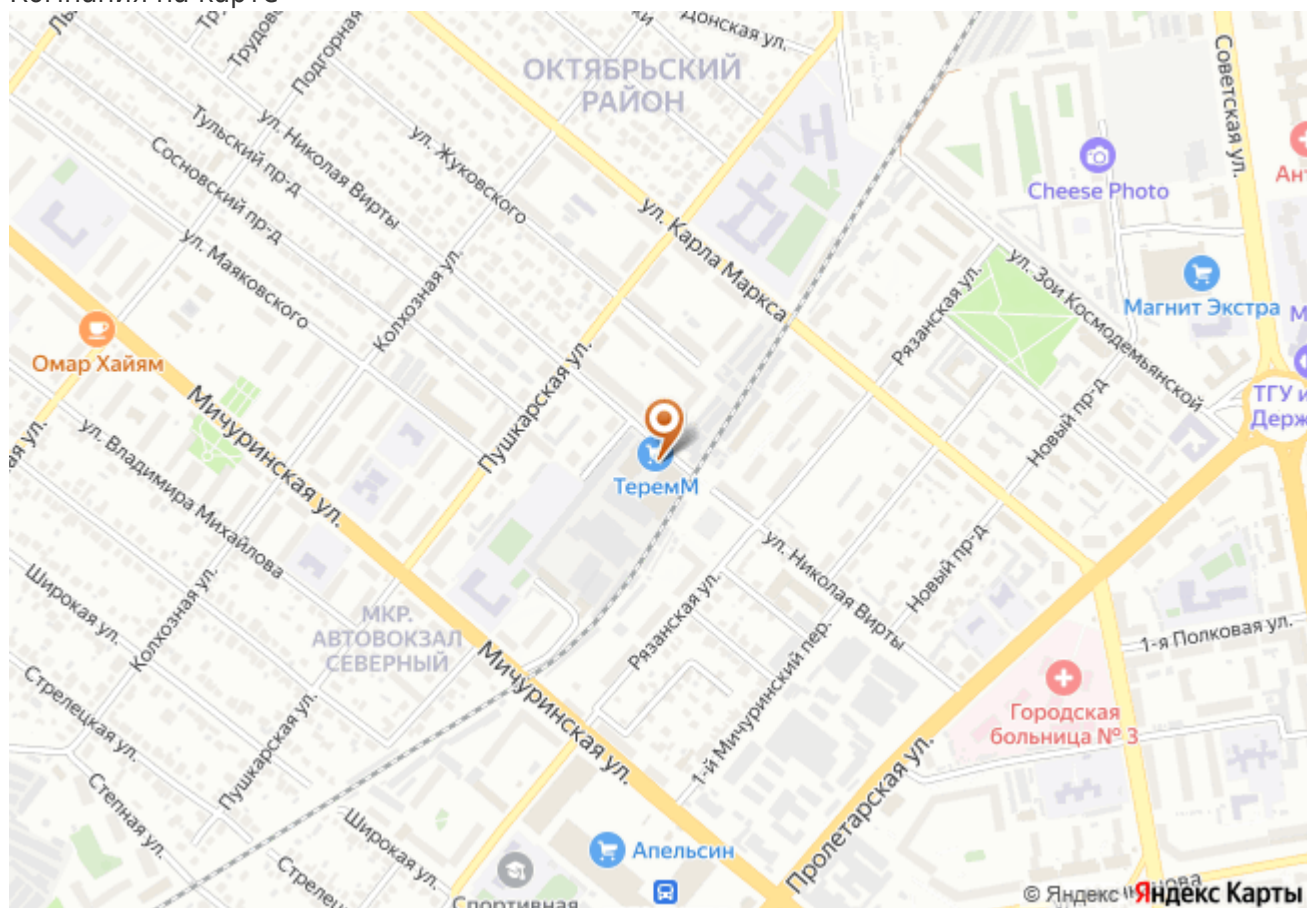 Донская ул.
Трудовая
Подгорная
ОКТЯБРЬСКИЙ
РАЙОН
Советская ул.
Тульский пр-д
ул. Николая Вирты
ул. Жуковского
Cheese Photo
Сосновский пр-д
ул. Маяковского
Колхозная ул.
ул. Карла Маркса
Рязанская ул.
ул. Зои Космодемьянской
Магнит Экстра
Омар Хайям
Пушкарская ул.
Новый пр-д
ТГУ
Мичуринская ул.
ул. Владимира Михайлова
ТеремМ
Широкая ул.
Колхозная ул.
МКР.
АВТОВОКЗАЛ
СЕВЕРНЫЙ
ул. Николая Вирты
Новый пр-д
Рязанская ул.
1-й Мичуринский пер.
1-я Полковая ул.
Стрелецкая ул.
Пушкарская ул.
Мичуринская ул.
Городская
больница № 3
Степная ул.
Широкая ул.
Апельсин
Пролетарская ул.
Спортивная
© Яндекс Яндекс Карты